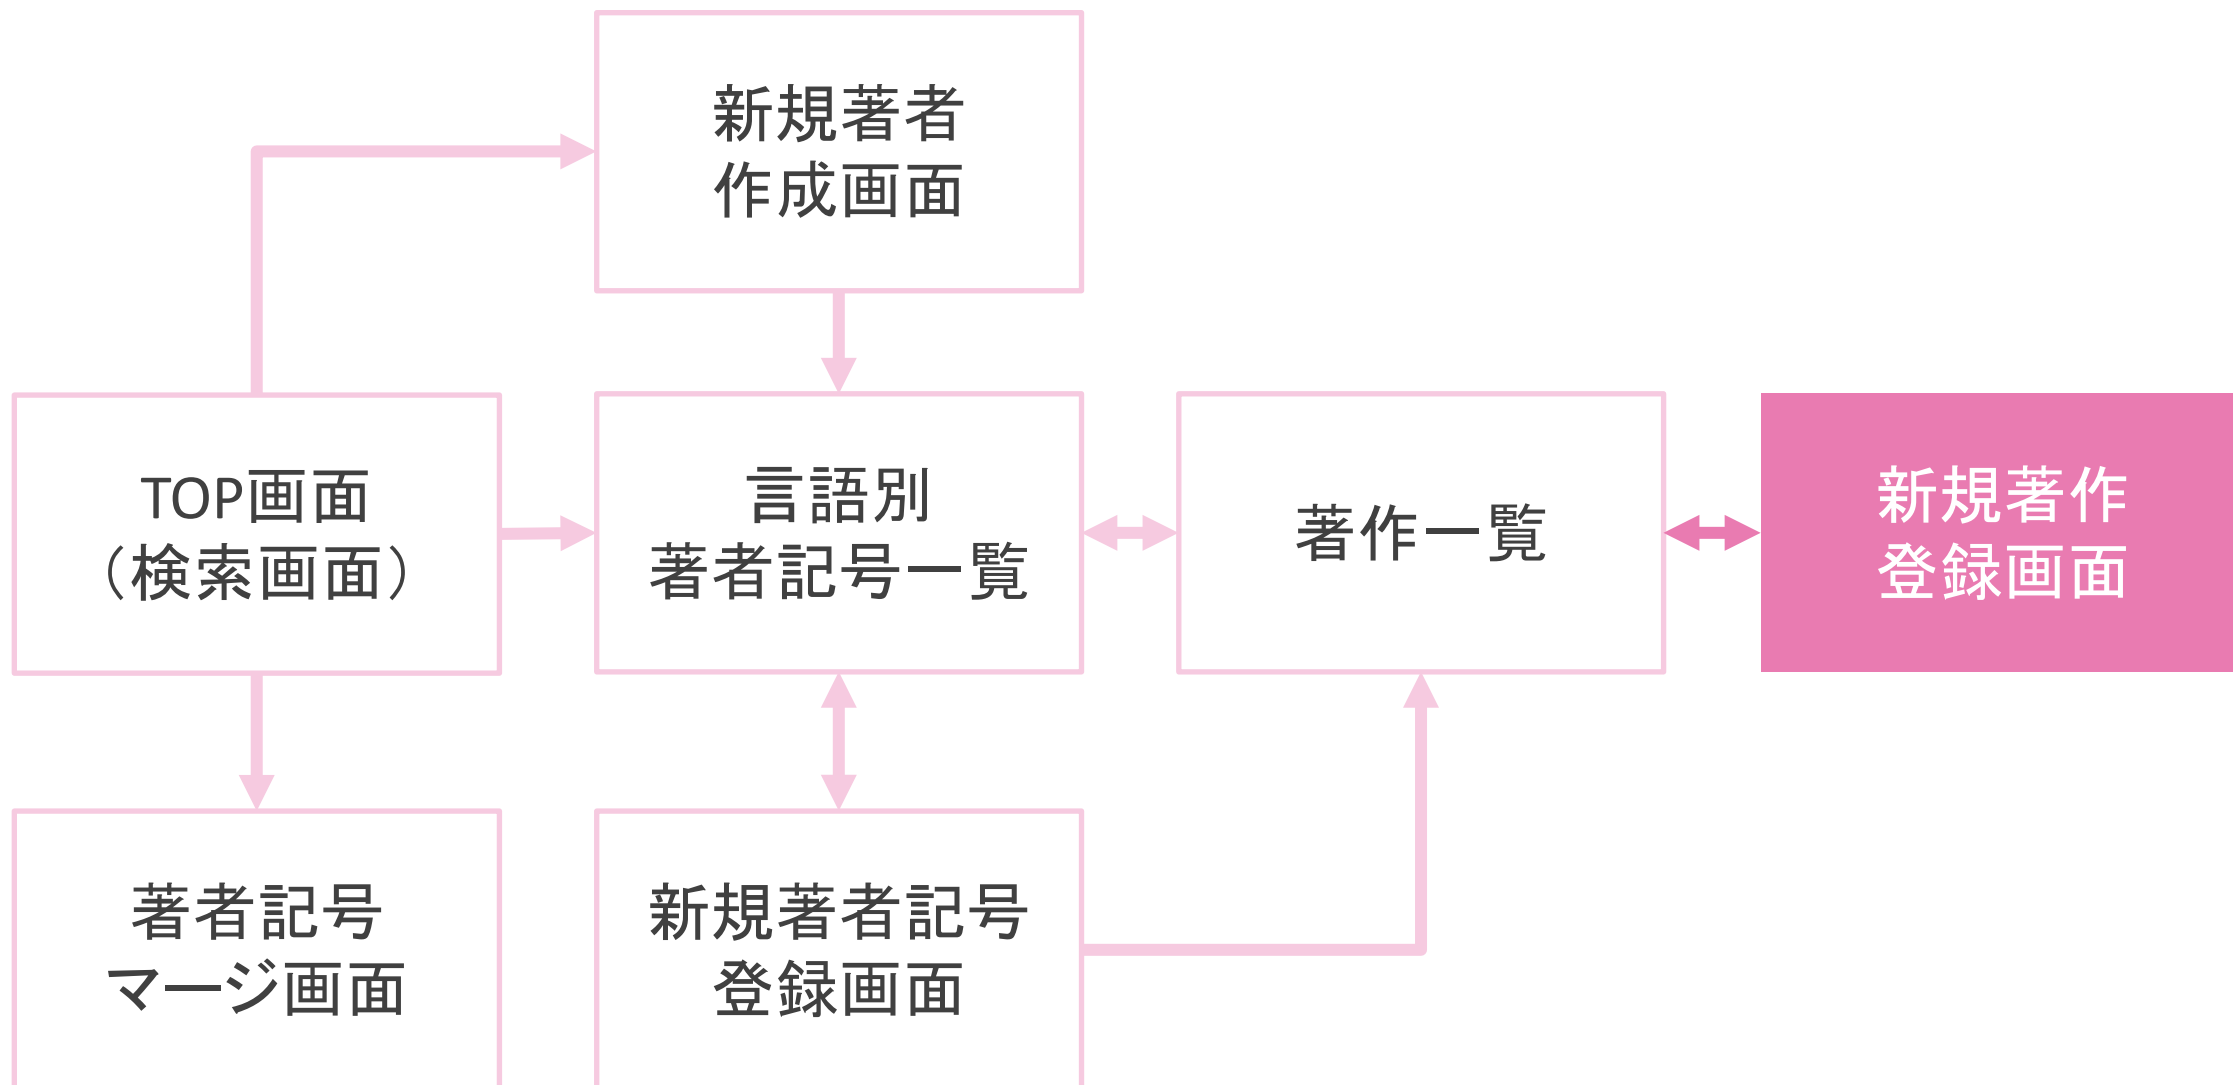 新規著者
作成画面
TOP画面
（検索画面）
言語別
著者記号一覧
著作一覧
新規著作
登録画面
著者記号
マージ画面
新規著者記号
登録画面